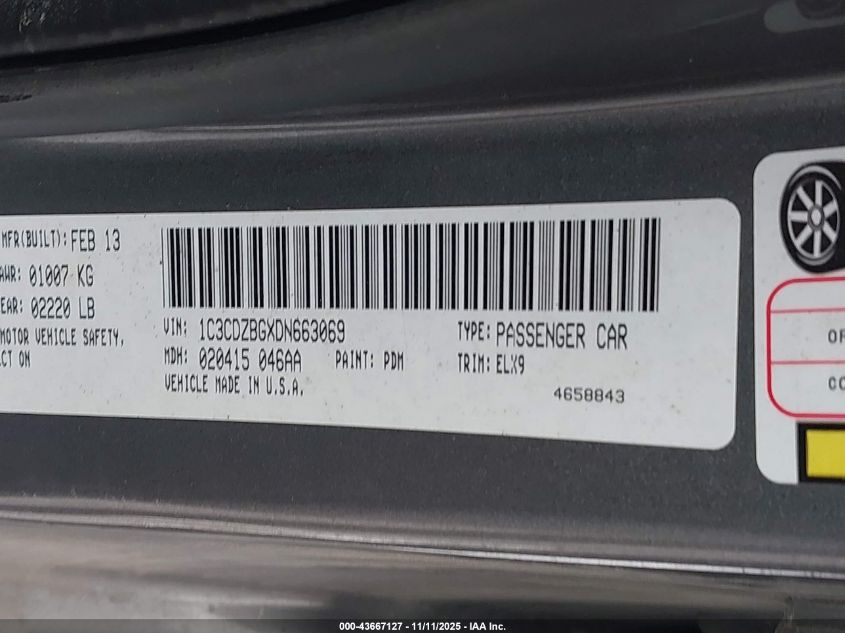 MFR(BUILT): FEB 13
AWR: 01007 KG
EAR: 02220 LB
MOTOR VEHICLE SAFETY,
CT ON
VIN: 1C3CDZBGXDN663069
TYPE: PASSENGER CAR
MDH: 020415 046AA
PAINT: PDM
TRIM: ELX9
VEHICLE MADE IN U.S.A.
4658843
OR
CO
000-43667127 - 11/11/2025 - IAA Inc.